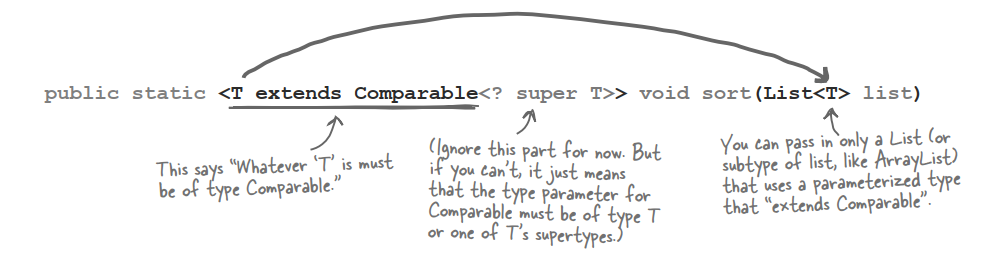 public static <T extends Comparable<? super T>> void sort(List<T> list)
This says “Whatever ‘T’ is must
be of type Comparable.”
(Ignore this part for now. But
if you can’t, it just means
that the type parameter for
Comparable must be of type T
or one of T’s supertypes.)
You can pass in only a List (or
subtype of list, like ArrayList)
that uses a parameterized type
that “extends Comparable”.